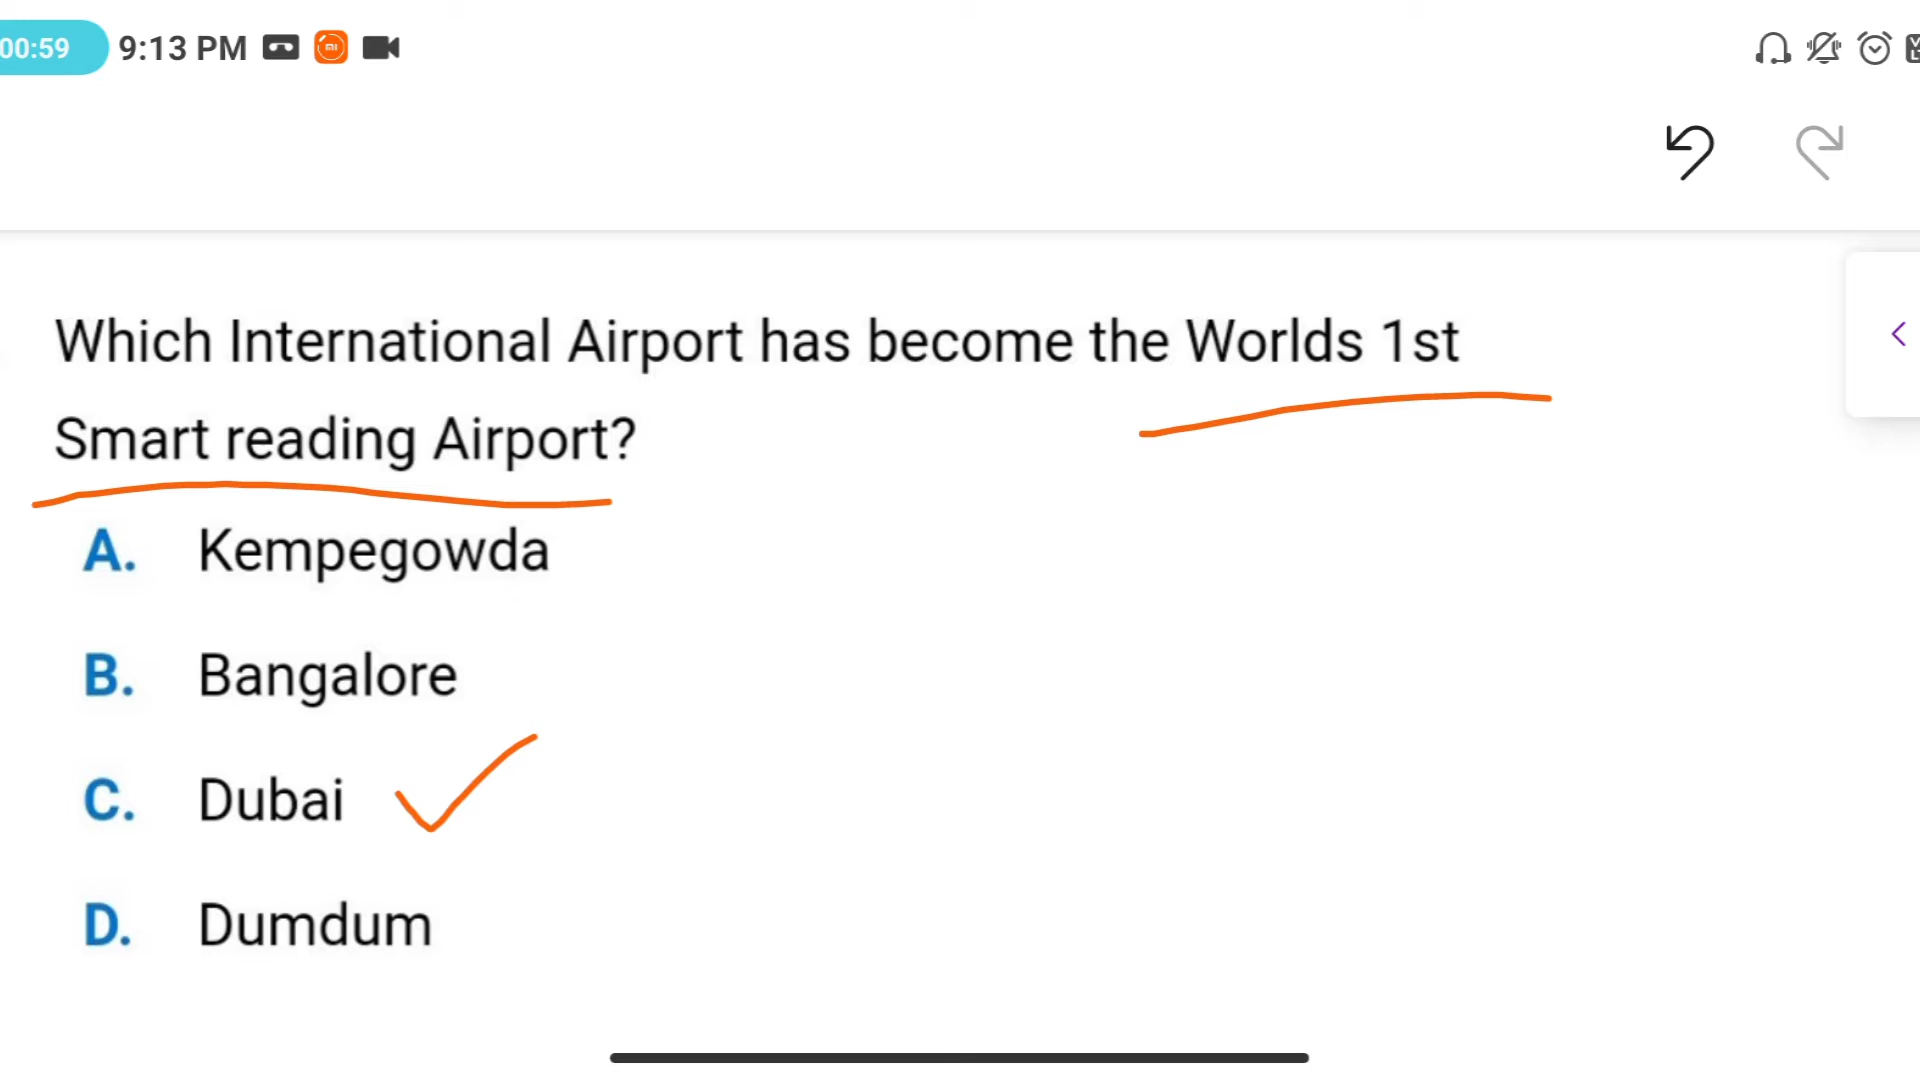 00:59 9:13 PM
Which International Airport has become the Worlds 1st
Smart reading Airport?
A. Kempegowda
B. Bangalore
C. Dubai
D. Dumdum